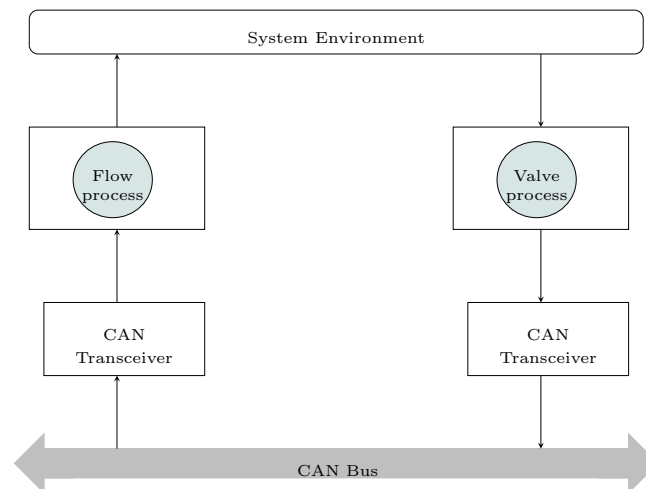 System Environment
Flow
process
Valve
process
CAN
Transceiver
CAN
Transceiver
CAN Bus